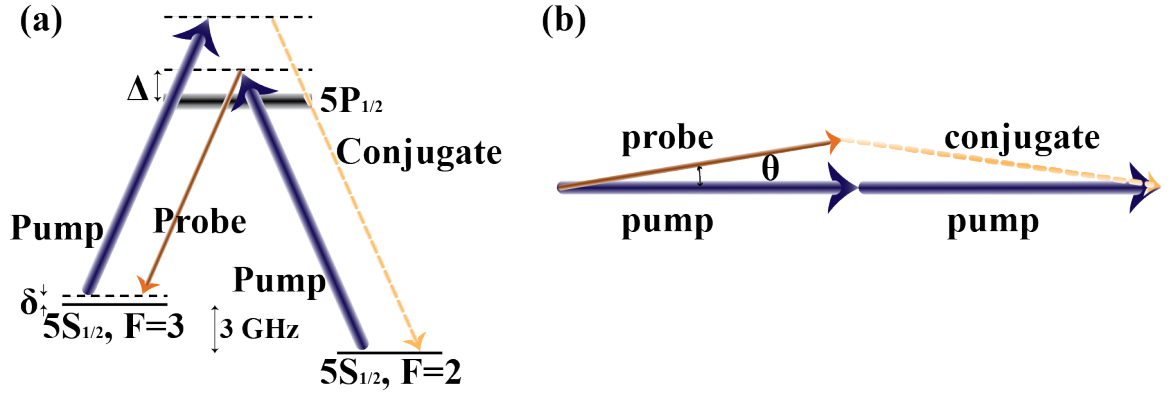 (a)
Δ
5P1/2
Conjugate
Pump
Probe
Pump
δ
5S1/2, F=3
3 GHz
5S1/2, F=2
(b)
probe
conjugate
θ
pump
pump